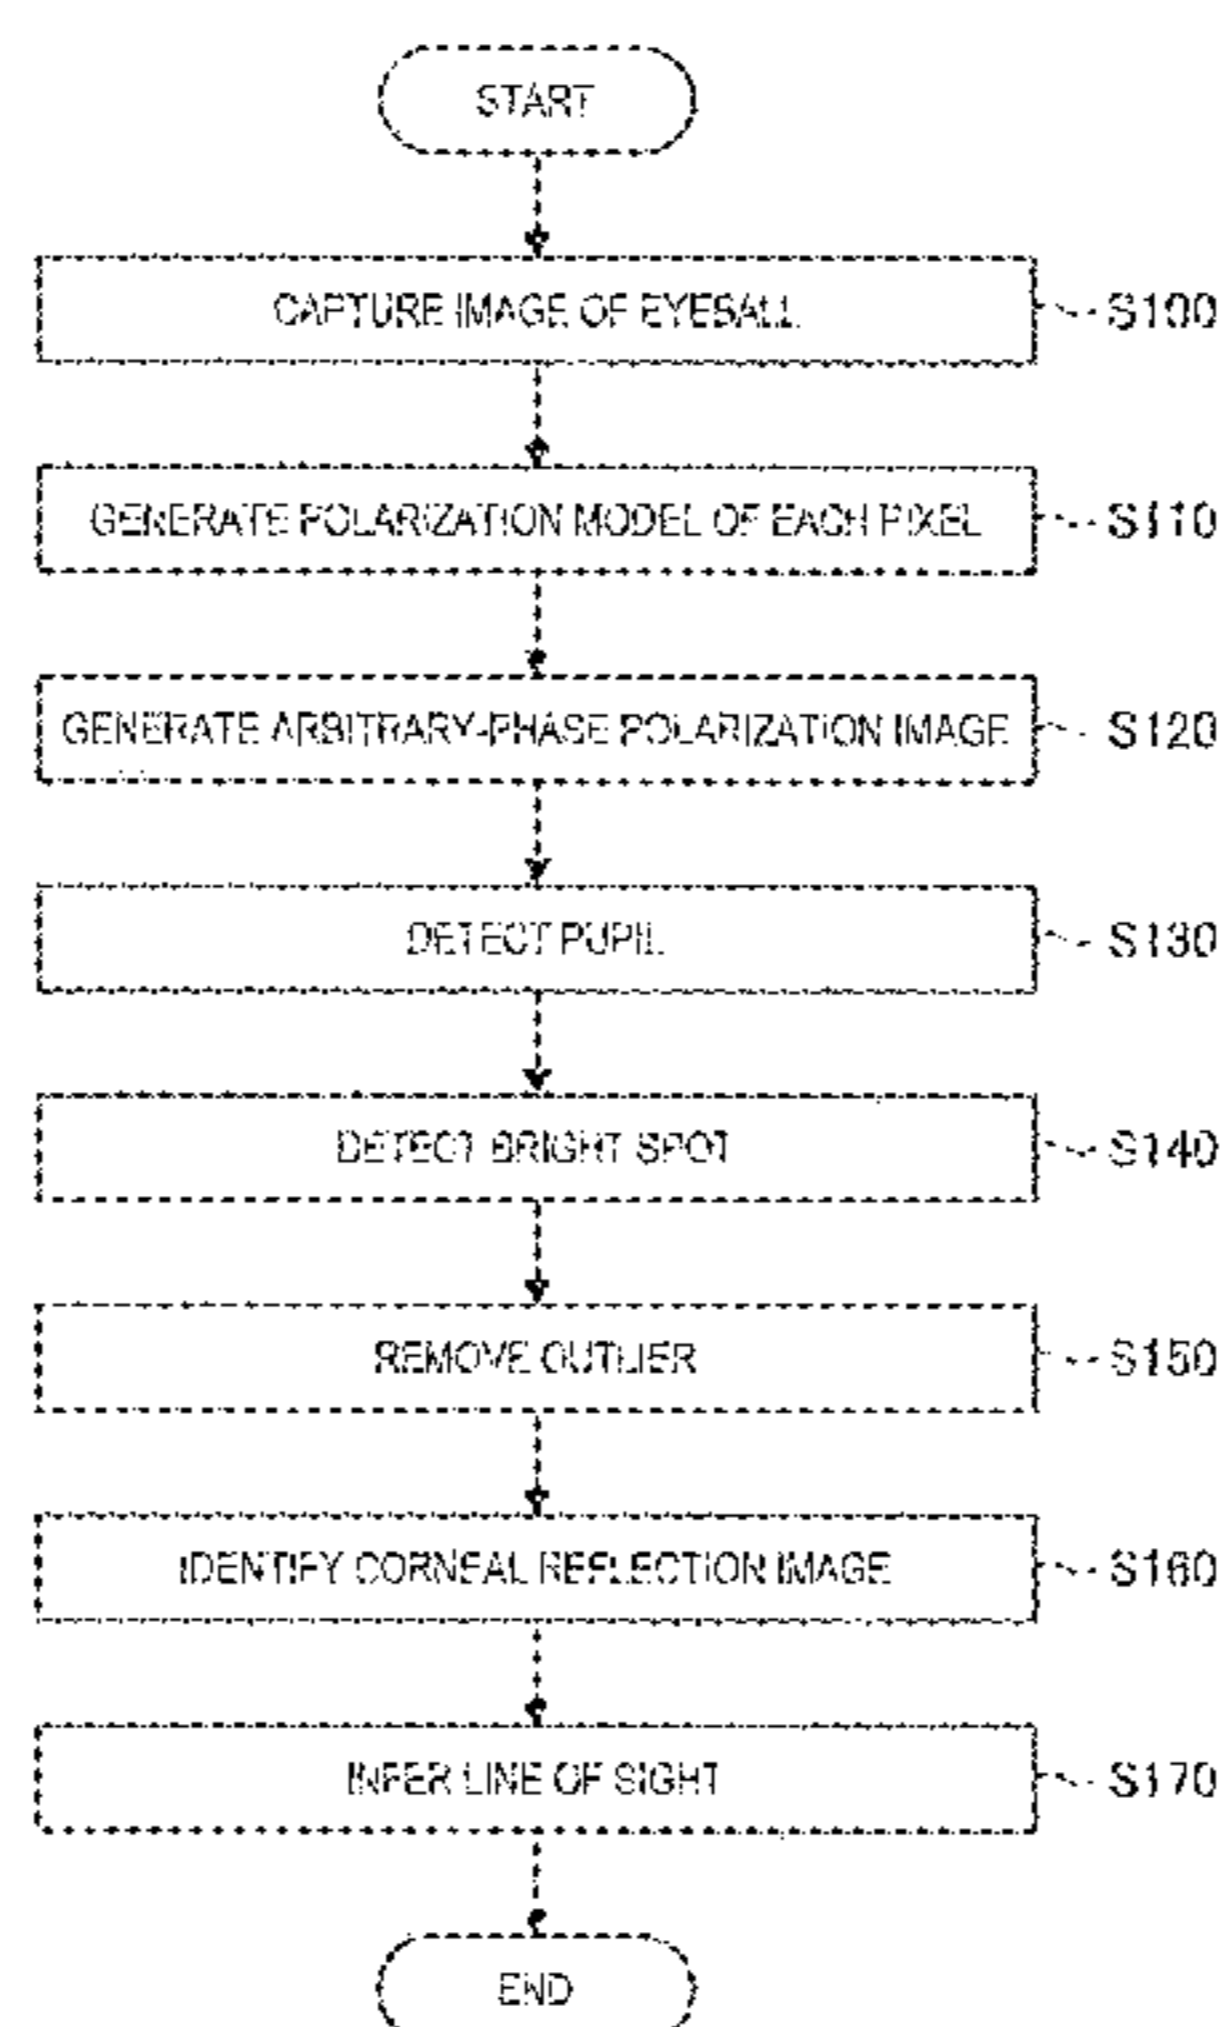 START
CAPTURE IMAGE OF EYEBALL
S100
GENERATE POLARIZATION MODEL OF EACH PIXEL
S110
GENERATE ARBITRARY-PHASE POLARIZATION IMAGE
S120
DETECT PUPIL
S130
DETECT BRIGHT SPOT
S140
REMOVE OUTLIER
S150
IDENTIFY CORNEAL REFLECTION IMAGE
S160
INFER LINE OF SIGHT
S170
END